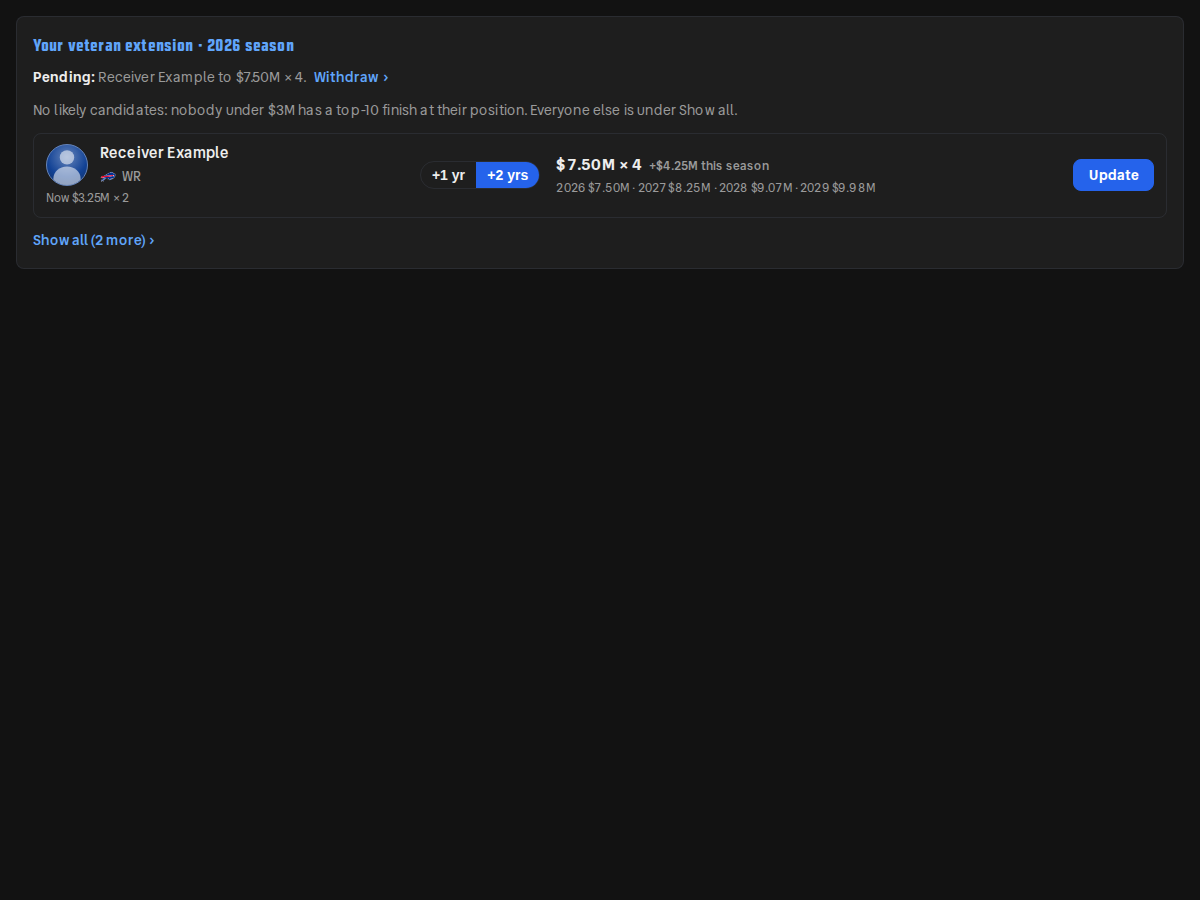 Your veteran extension · 2026 season
Pending: Receiver Example to $7.50M × 4. Withdraw ›
No likely candidates: nobody under $3M has a top-10 finish at their position. Everyone else is under Show all.
Receiver Example
WR
Now $3.25M × 2
+1 yr +2 yrs
$7.50M × 4 +$4.25M this season
2026 $7.50M · 2027 $8.25M · 2028 $9.07M · 2029 $9.98M
Update
Show all (2 more) ›